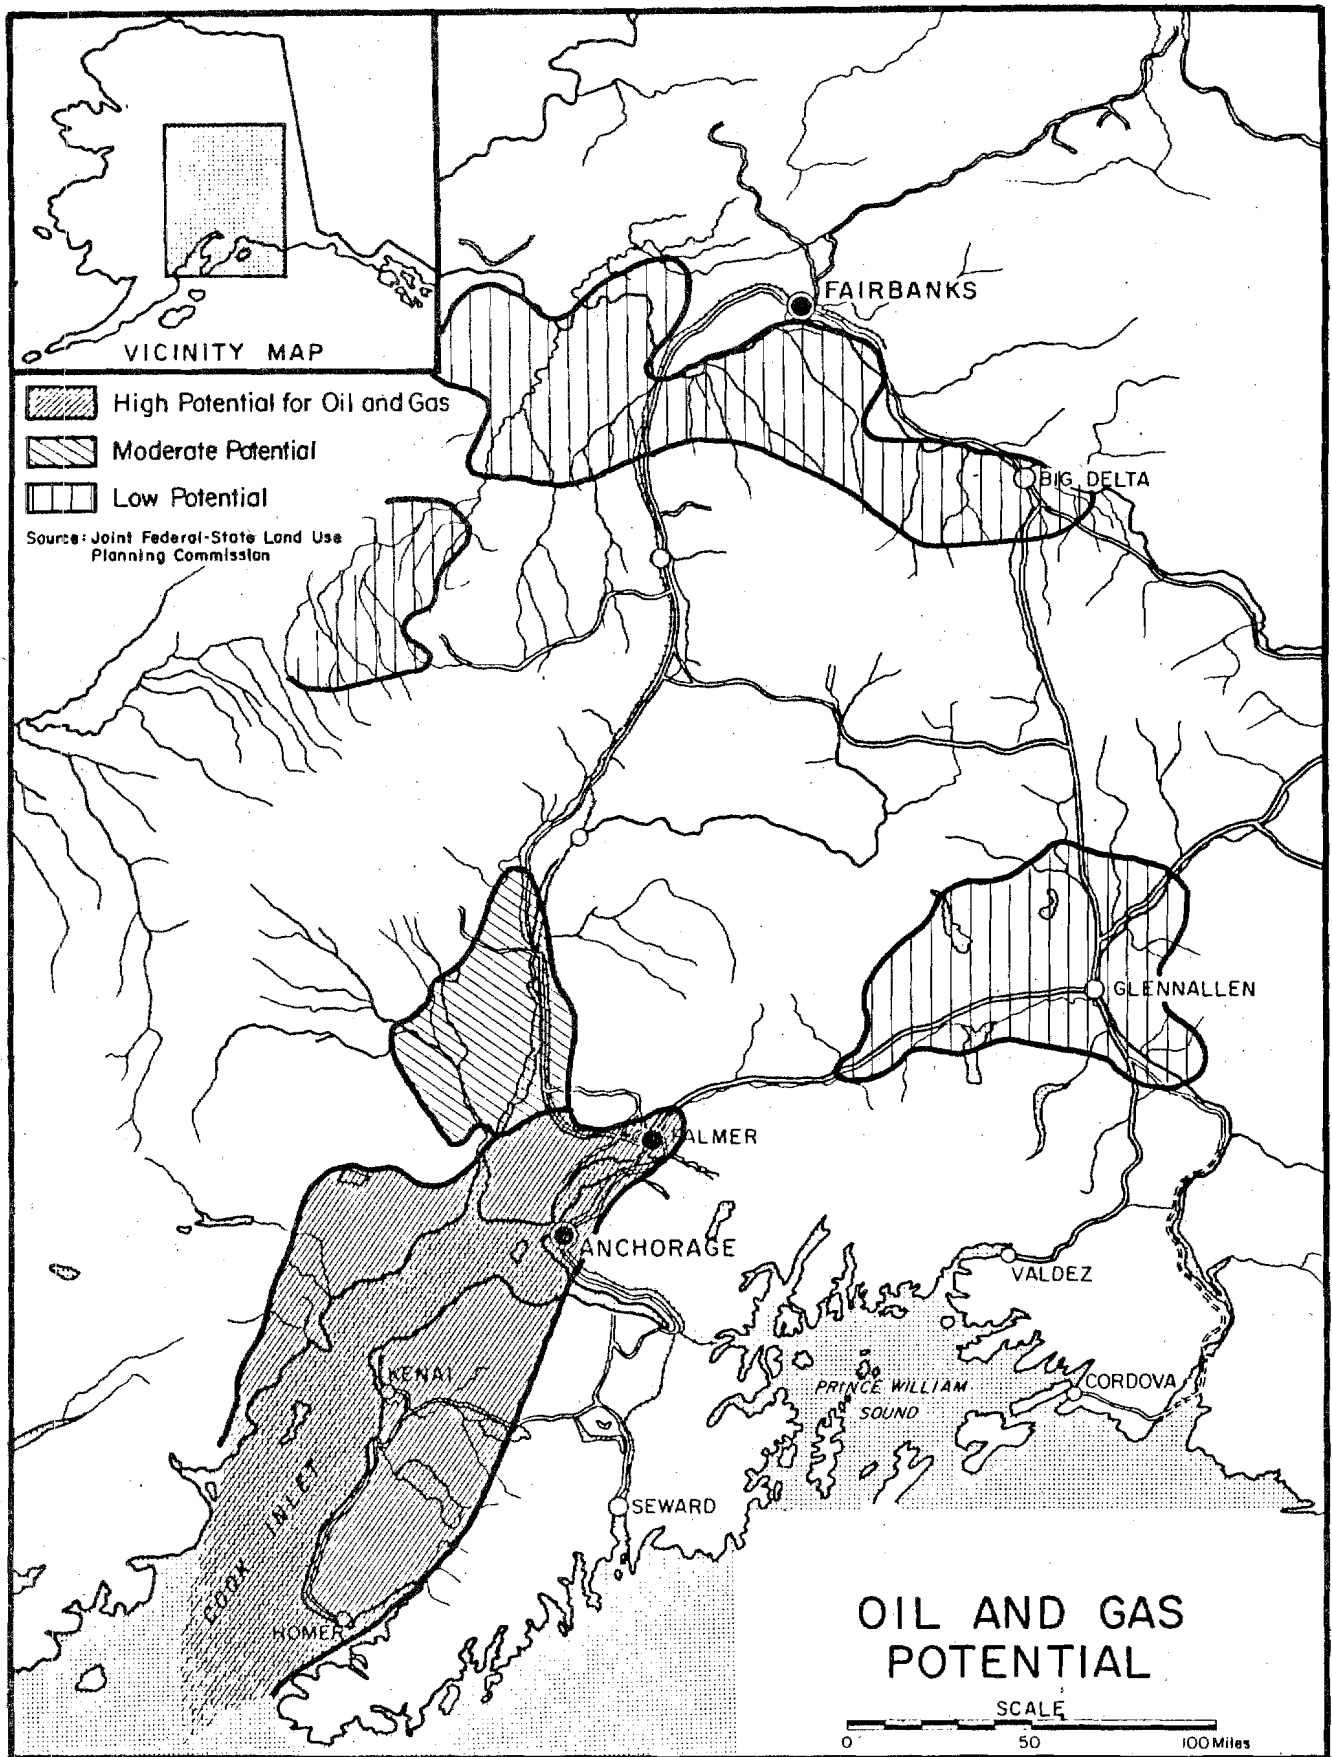 VICINITY MAP
High Potential for Oil and Gas
Moderate Potential
Low Potential
Source: Joint Federal-State Land Use
Planning Commission
FAIRBANKS
BIG DELTA
GLENNALLEN
PALMER
ANCHORAGE
VALDEZ
KENAI
PRINCE WILLIAM
SOUND
CORDOVA
COOK INLET
SEWARD
HOMER
OIL AND GAS
POTENTIAL
SCALE
0 50 100 Miles